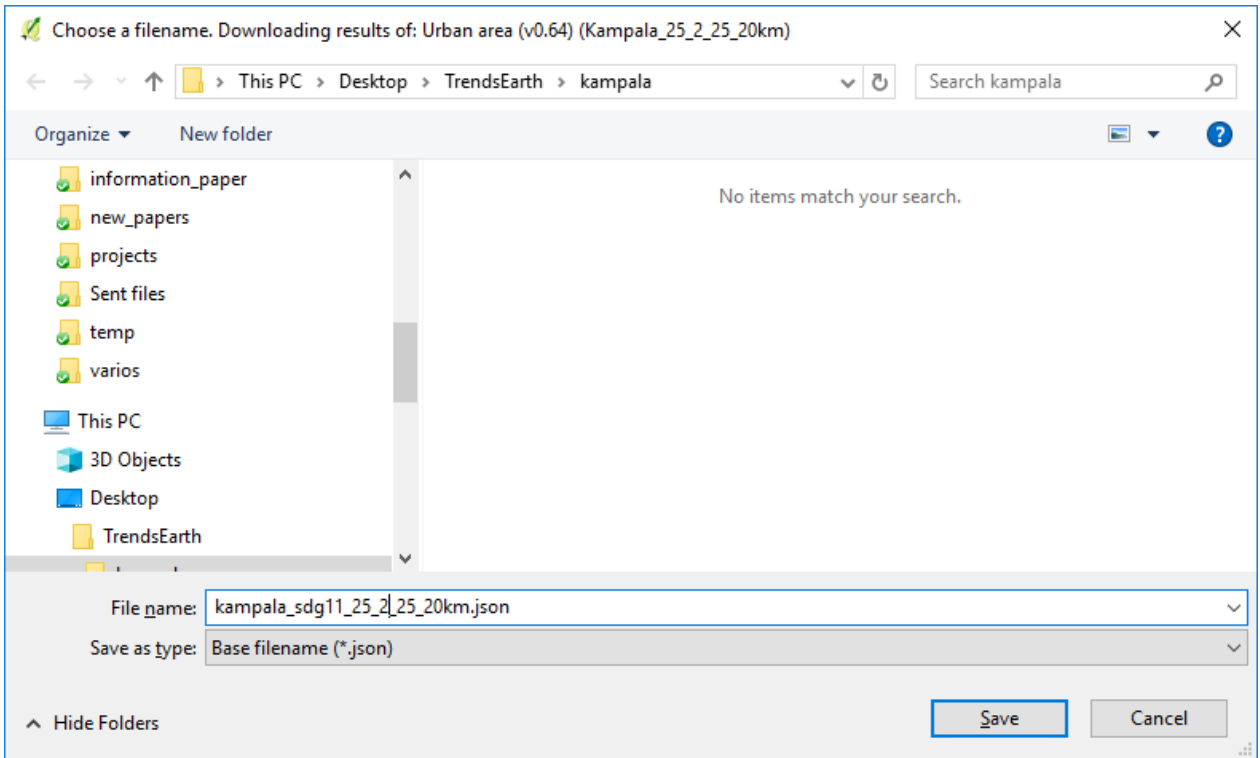 Choose a filename. Downloading results of: Urban area (v0.64) (Kampala_25_2_25_20km)
This PC > Desktop > TrendsEarth > kampala
Search kampala
Organize
New folder
?
information_paper
new_papers
projects
Sent files
temp
varios
This PC
3D Objects
Desktop
TrendsEarth
No items match your search.
File name: kampala_sdg11_25_2_25_20km.json
Save as type: Base filename (*.json)
Hide Folders
Save
Cancel